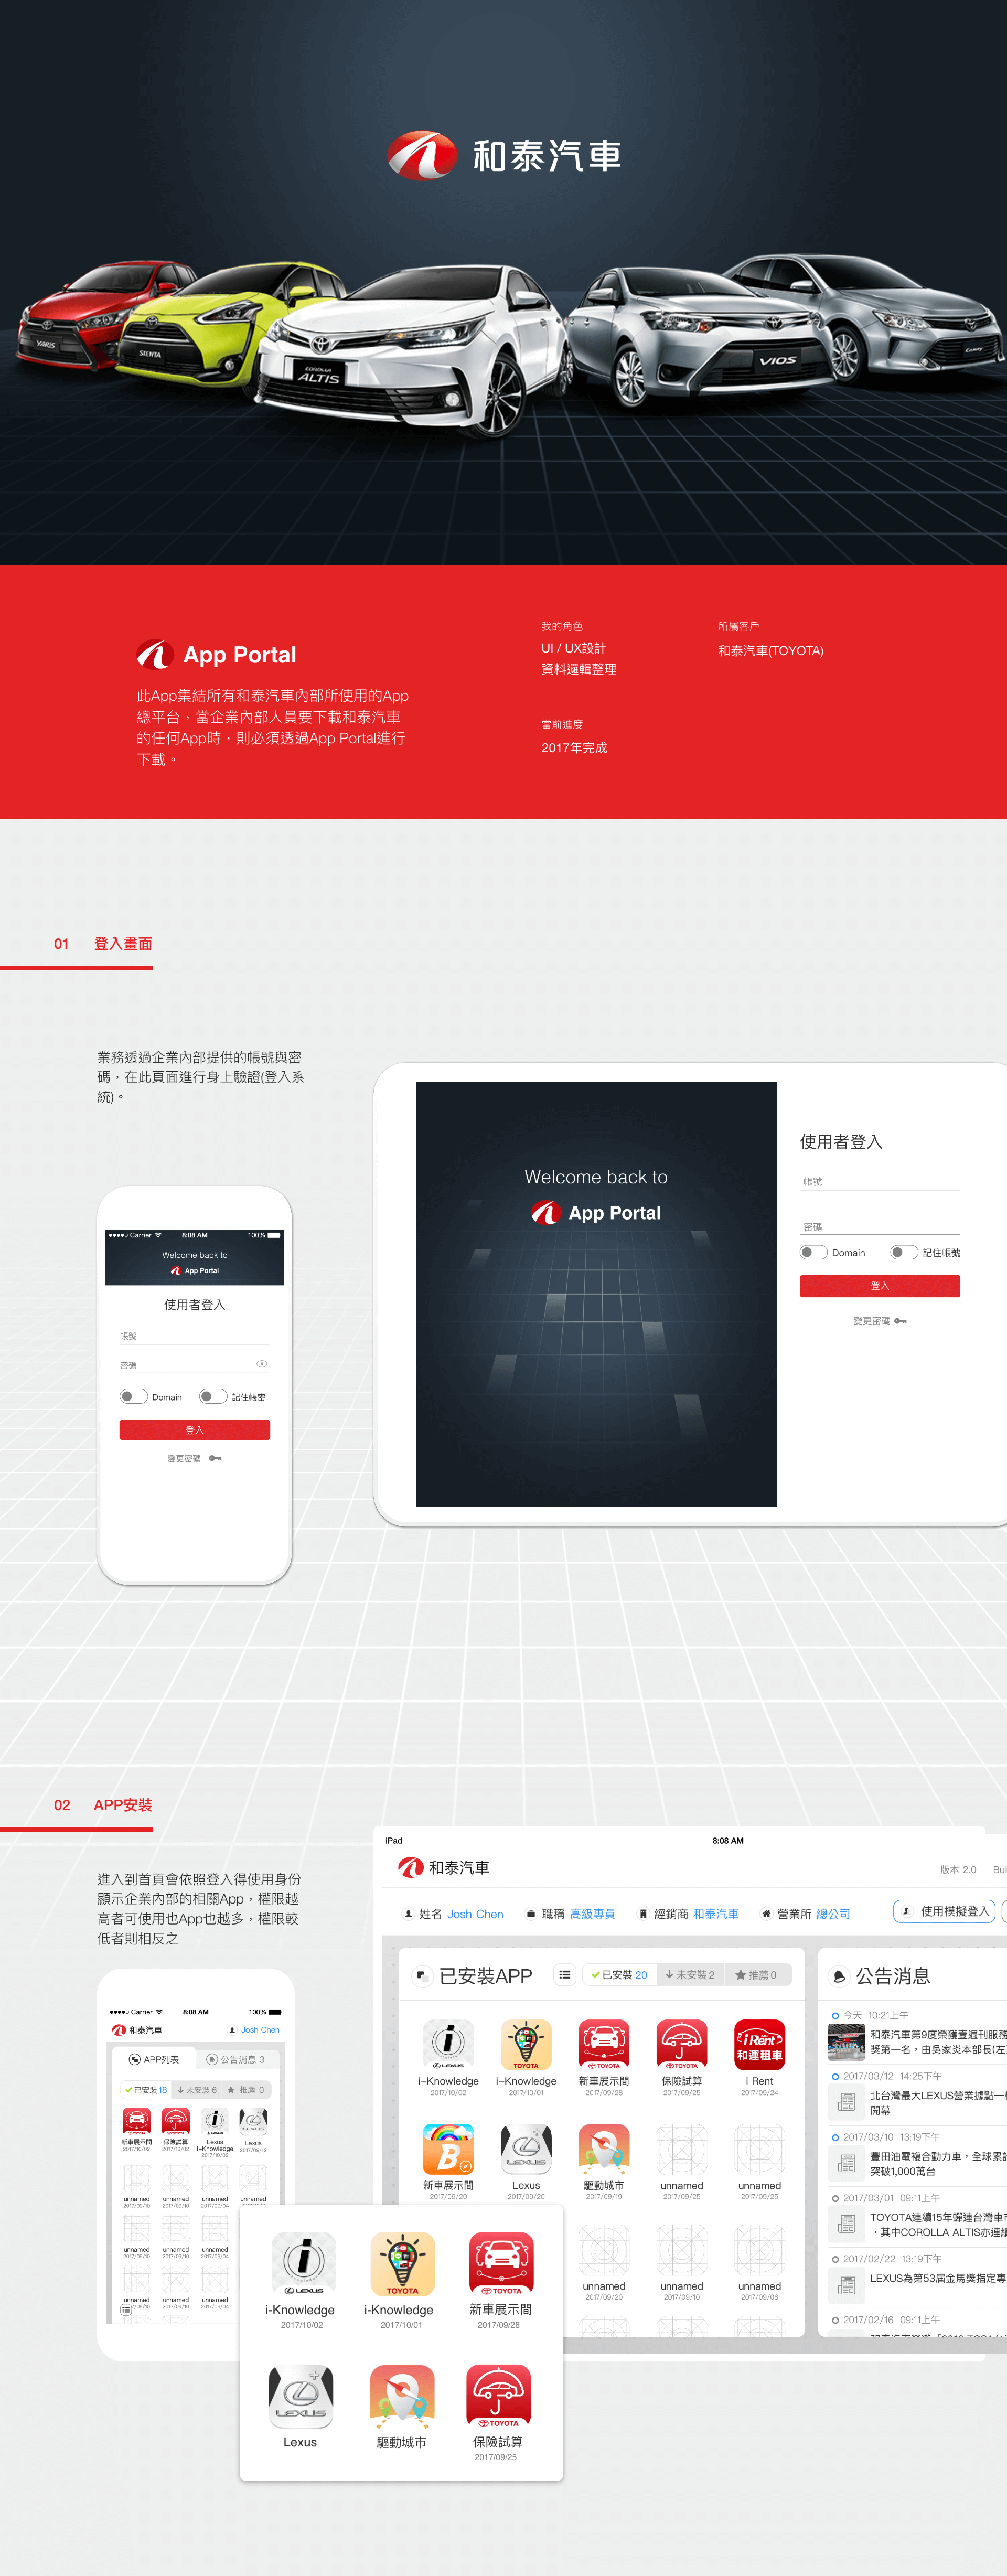 和泰汽車
YARIS
SIENTA
COROLLA
ALTIS
VIOS
Camry
App Portal
此App集結所有和泰汽車內部所使用的App
總平台，當企業內部人員要下載和泰汽車
的任何App時，則必須透過App Portal進行
下載。
我的角色
UI / UX設計
資料邏輯整理
所屬客戶
和泰汽車(TOYOTA)
當前進度
2017年完成
01 登入畫面
業務透過企業內部提供的帳號與密
碼，在此頁面進行身上驗證(登入系
統)。
Carrier 8:08 AM 100%
Welcome back to
App Portal
使用者登入
帳號
密碼
Domain 記住帳密
登入
變更密碼
Welcome back to
App Portal
使用者登入
帳號
密碼
Domain 記住帳號
登入
變更密碼
02 APP安裝
進入到首頁會依照登入得使用身份
顯示企業內部的相關App，權限越
高者可使用也App也越多，權限較
低者則相反之
Carrier 8:08 AM 100%
和泰汽車 Josh Chen
APP列表 公告消息 3
已安裝 18 未安裝 6 推薦 0
新車展示間 保險試算 Lexus i-Knowledge Lexus
2017/10/02 2017/10/02 2017/10/02 2017/09/12
unnamed unnamed unnamed unnamed
2017/09/10 2017/09/10 2017/09/04 2017/09/10
unnamed unnamed unnamed
2017/09/10 2017/09/10 2017/09/04
unnamed unnamed unnamed
2017/09/10 2017/09/10 2017/09/04
iPad 8:08 AM
和泰汽車 版本 2.0 Bui
姓名 Josh Chen 職稱 高級專員 經銷商 和泰汽車 營業所 總公司 使用模擬登入
已安裝APP 已安裝 20 未安裝 2 推薦 0
LEXUS TOYOTA TOYOTA TOYOTA iRent 和運租車
i-Knowledge i-Knowledge 新車展示間 保險試算 i Rent
2017/10/02 2017/10/01 2017/09/28 2017/09/25 2017/09/24
新車展示間 Lexus 驅動城市 unnamed unnamed
2017/09/20 2017/09/20 2017/09/19 2017/09/25 2017/09/25
unnamed unnamed unnamed
2017/09/20 2017/09/10 2017/09/06
公告消息
今天 10:21上午
和泰汽車第9度榮獲壹週刊服務
獎第一名，由吳家炎本部長(左
2017/03/12 14:25下午
北台灣最大LEXUS營業據點一
開幕
2017/03/10 13:19下午
豐田油電複合動力車，全球累
突破1,000萬台
2017/03/01 09:11上午
TOYOTA連續15年蟬連台灣車
，其中COROLLA ALTIS亦連
2017/02/22 13:19下午
LEXUS為第53屆金馬獎指定專
2017/02/16 09:11上午
LEXUS TOYOTA TOYOTA
i-Knowledge i-Knowledge 新車展示間
2017/10/02 2017/10/01 2017/09/28
LEXUS TOYOTA
Lexus 驅動城市 保險試算
2017/09/25